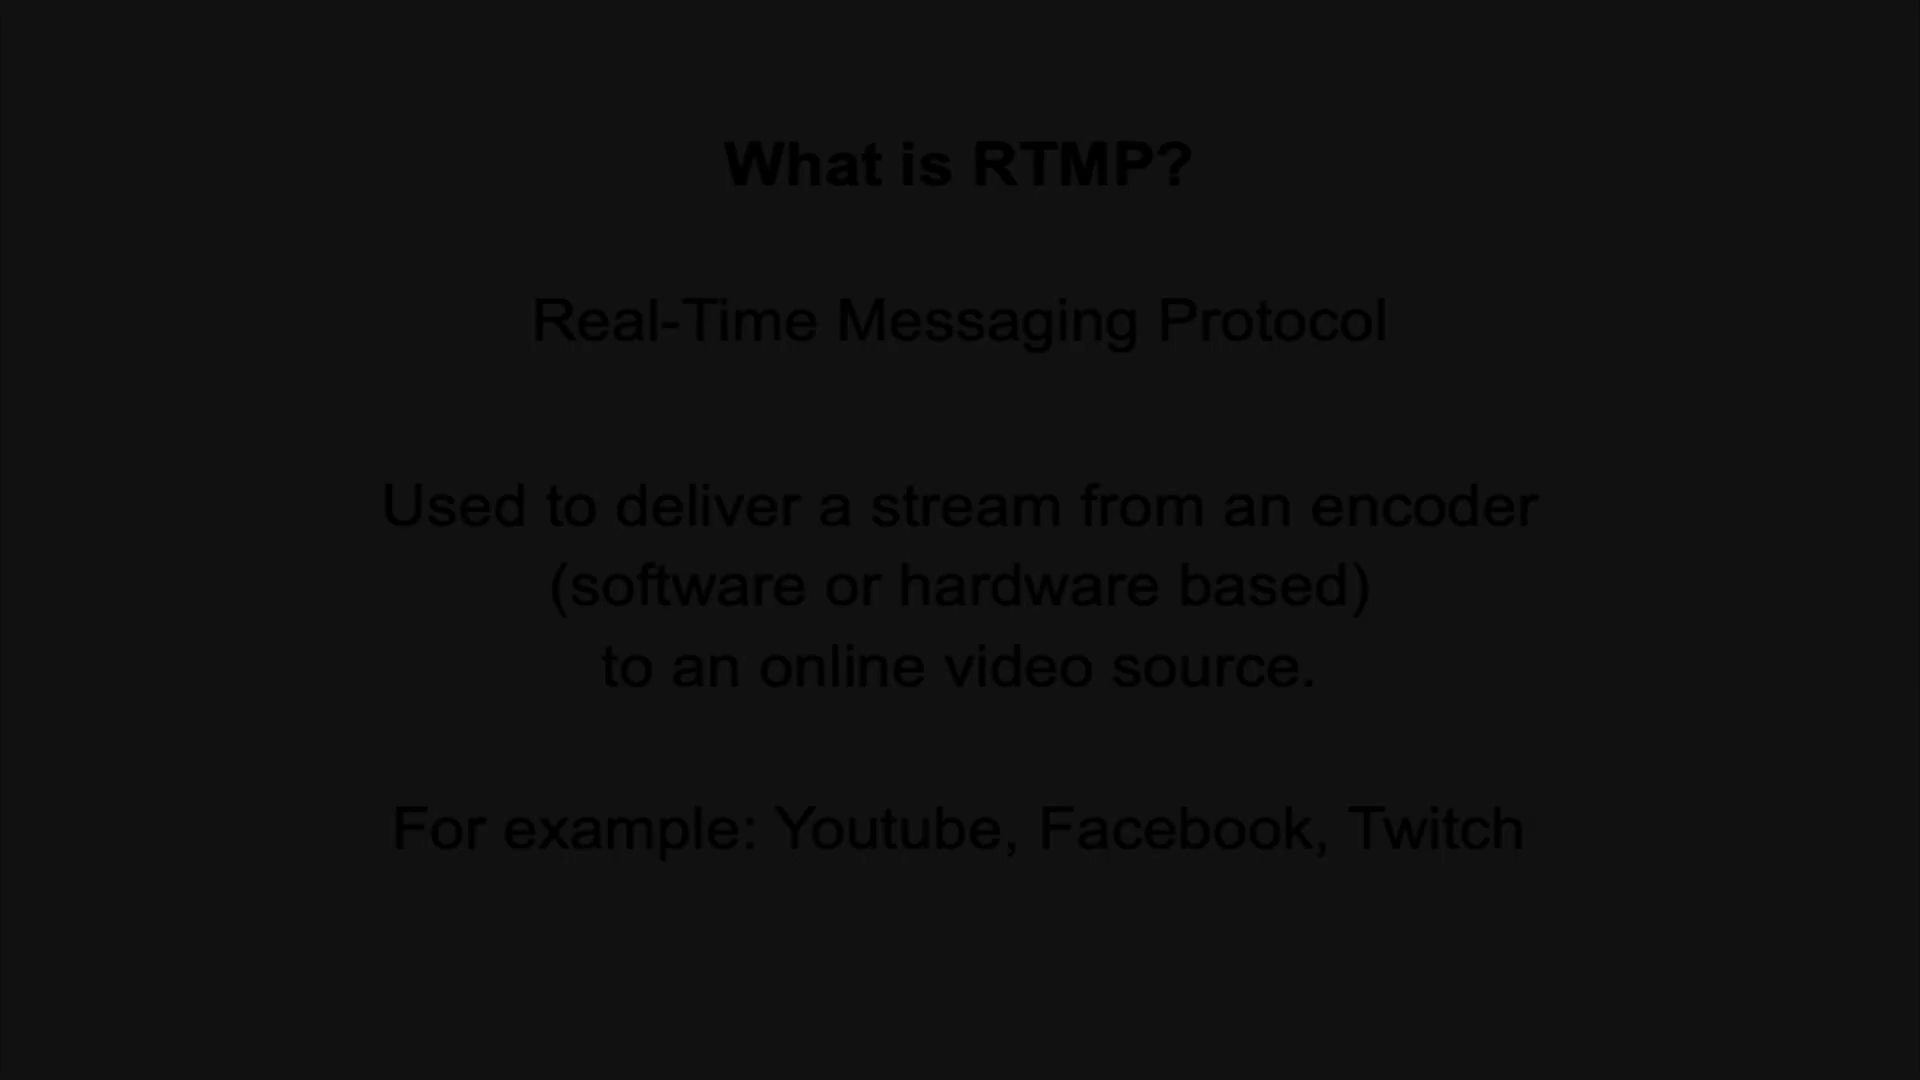 What is RTMP?
Real-Time Messaging Protocol
Used to deliver a stream from an encoder
(software or hardware based)
to an online video source.
For example: Youtube, Facebook, Twitch